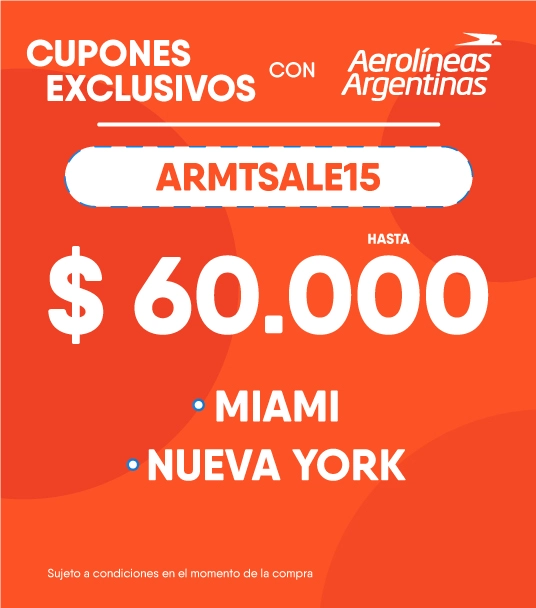 CUPONES
EXCLUSIVOS
CON
Aerolíneas
Argentinas
ARMTSALE15
HASTA
$ 60.000
MIAMI
NUEVA YORK
Sujeto a condiciones en el momento de la compra